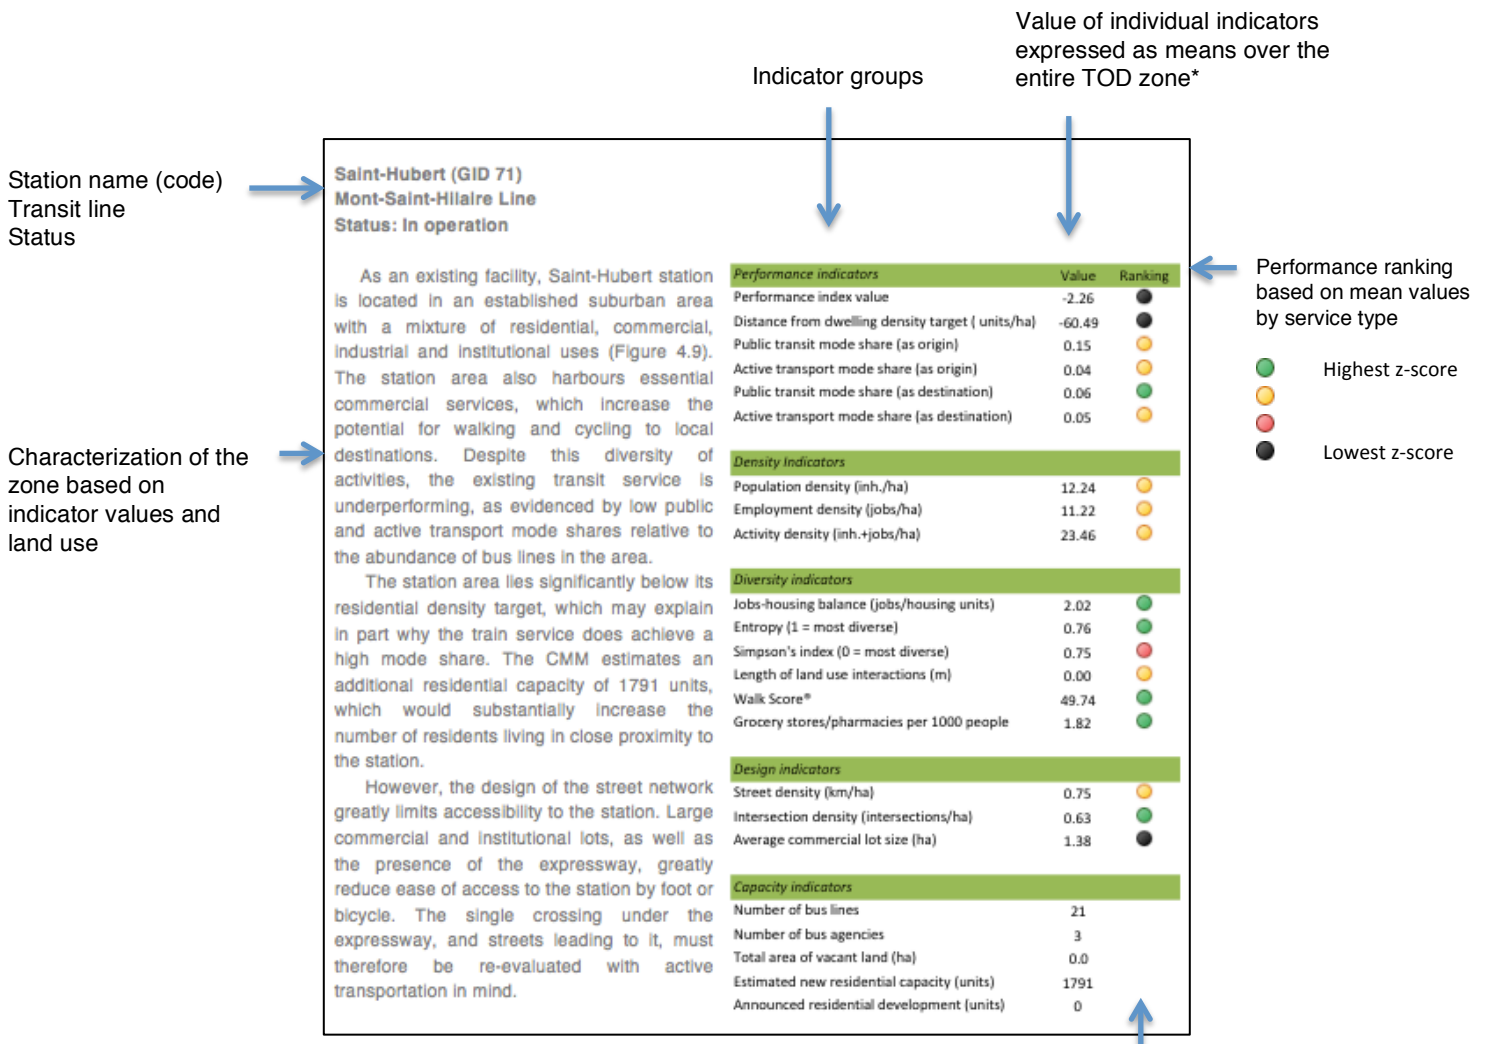 Value of individual indicators
expressed as means over the
entire TOD zone*
Indicator groups
Station name (code)
Transit line
Status
Characterization of the
zone based on
indicator values and
land use
Saint-Hubert (GID 71)
Mont-Saint-Hilaire Line
Status: In operation
As an existing facility, Saint-Hubert station
is located in an established suburban area
with a mixture of residential, commercial,
industrial and institutional uses (Figure 4.9).
The station area also harbours essential
commercial services, which increase the
potential for walking and cycling to local
destinations. Despite this diversity of
activities, the existing transit service is
underperforming, as evidenced by low public
and active transport mode shares relative to
the abundance of bus lines in the area.
The station area lies significantly below its
residential density target, which may explain
in part why the train service does achieve a
high mode share. The CMM estimates an
additional residential capacity of 1791 units,
which would substantially increase the
number of residents living in close proximity to
the station.
However, the design of the street network
greatly limits accessibility to the station. Large
commercial and institutional lots, as well as
the presence of the expressway, greatly
reduce ease of access to the station by foot or
bicycle. The single crossing under the
expressway, and streets leading to it, must
therefore be re-evaluated with active
transportation in mind.
Performance indicators Value Ranking
Performance index value -2.26
Distance from dwelling density target ( units/ha) -60.49
Public transit mode share (as origin) 0.15
Active transport mode share (as origin) 0.04
Public transit mode share (as destination) 0.06
Active transport mode share (as destination) 0.05
Density Indicators
Population density (inh./ha) 12.24
Employment density (jobs/ha) 11.22
Activity density (inh.+jobs/ha) 23.46
Diversity indicators
Jobs-housing balance (jobs/housing units) 2.02
Entropy (1 = most diverse) 0.76
Simpson's index (0 = most diverse) 0.75
Length of land use interactions (m) 0.00
Walk Score® 49.74
Grocery stores/pharmacies per 1000 people 1.82
Design indicators
Street density (km/ha) 0.75
Intersection density (intersections/ha) 0.63
Average commercial lot size (ha) 1.38
Capacity indicators
Number of bus lines 21
Number of bus agencies 3
Total area of vacant land (ha) 0.0
Estimated new residential capacity (units) 1791
Announced residential development (units) 0
Performance ranking
based on mean values
by service type
Highest z-score
Lowest z-score